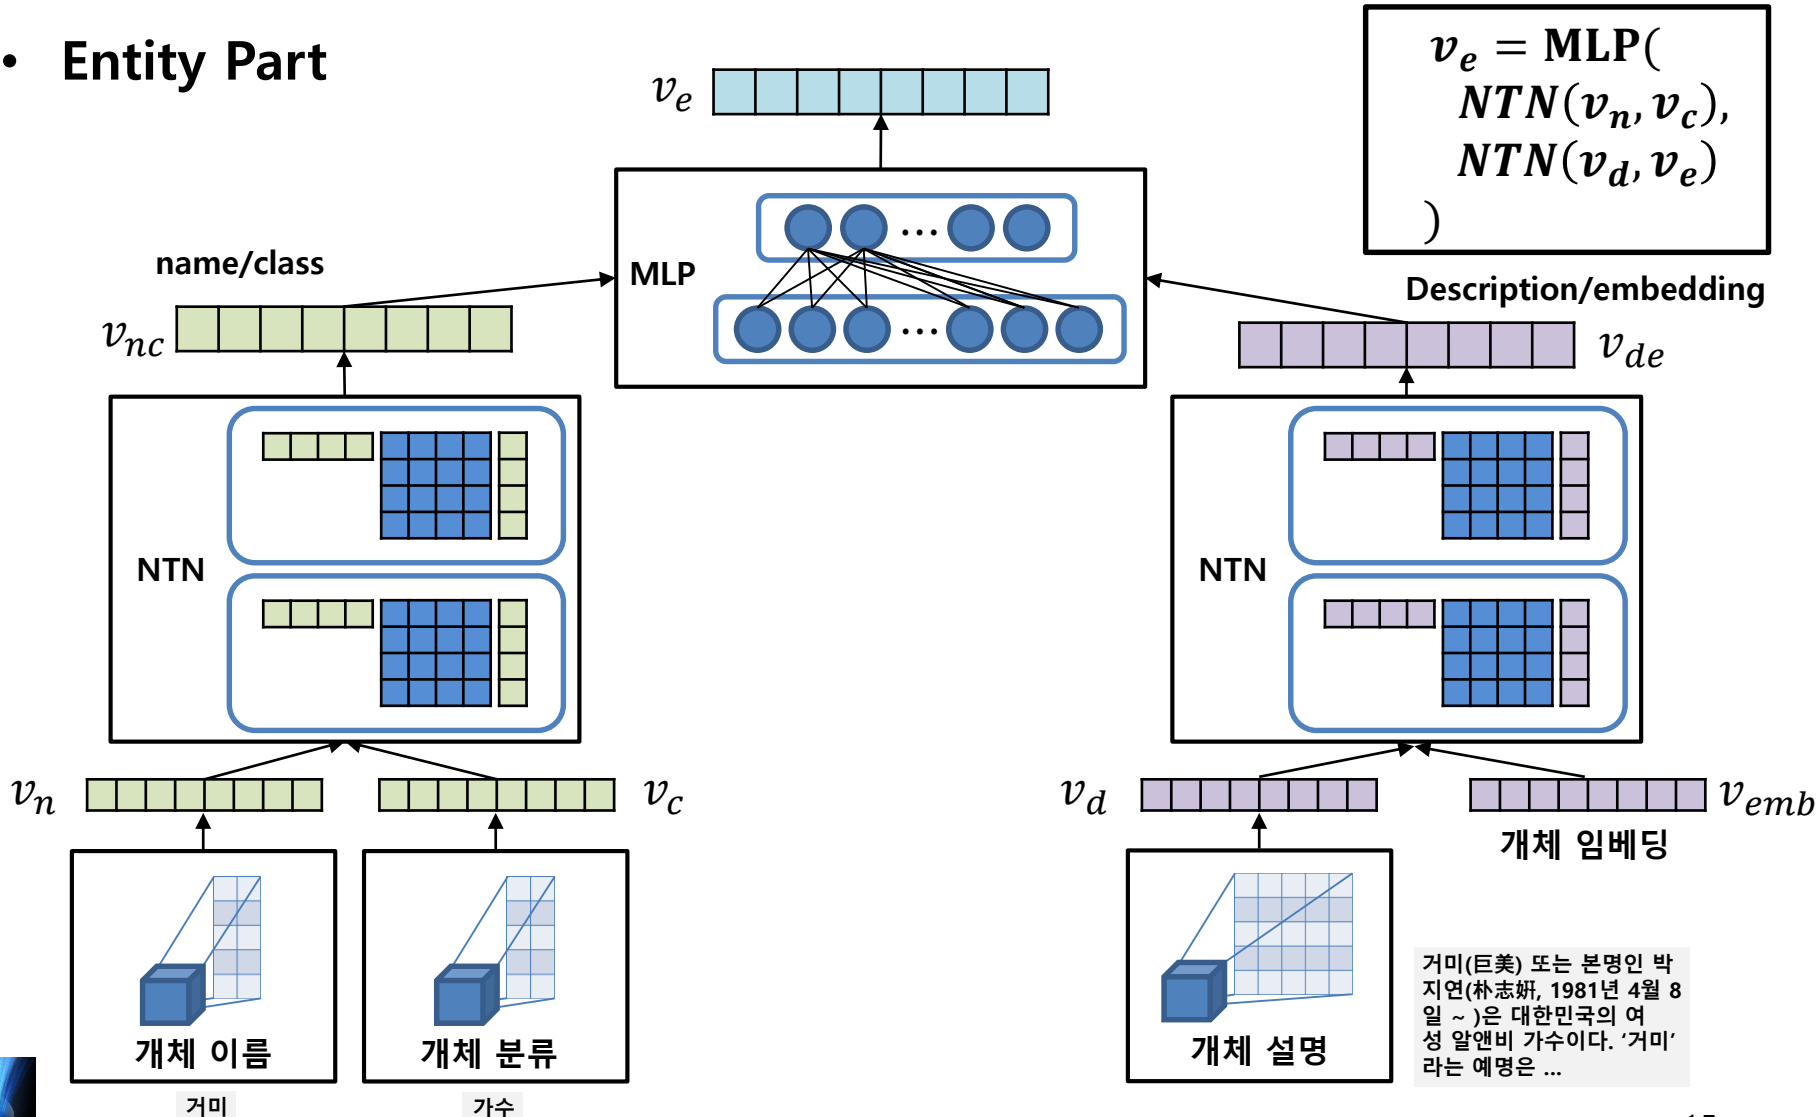 • Entity Part
v_e
v_e = MLP(
NTN(v_n, v_c),
NTN(v_d, v_e)
)
name/class
MLP
Description/embedding
v_nc
v_de
NTN
NTN
v_n
v_c
v_d
v_emb
개체 임베딩
개체 이름
개체 분류
개체 설명
거미(巨美) 또는 본명인 박
지연(朴志姸, 1981년 4월 8
일 ~ )은 대한민국의 여
성 알앤비 가수이다. ‘거미’
라는 예명은 ...
거미
가수